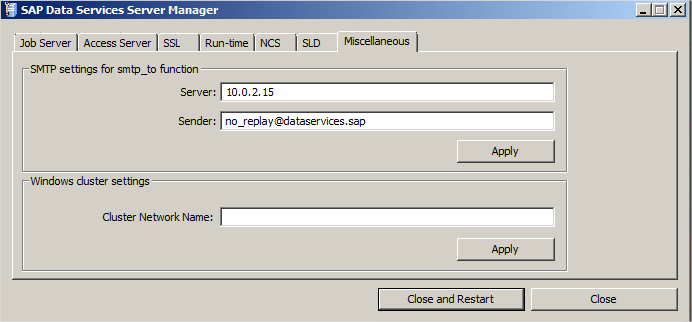 SAP Data Services Server Manager
Job Server Access Server SSL Run-time NCS SLD Miscellaneous
SMTP settings for smtp_to function
Server: 10.0.2.15
Sender: no_replay@dataservices.sap
Apply
Windows cluster settings
Cluster Network Name:
Apply
Close and Restart Close